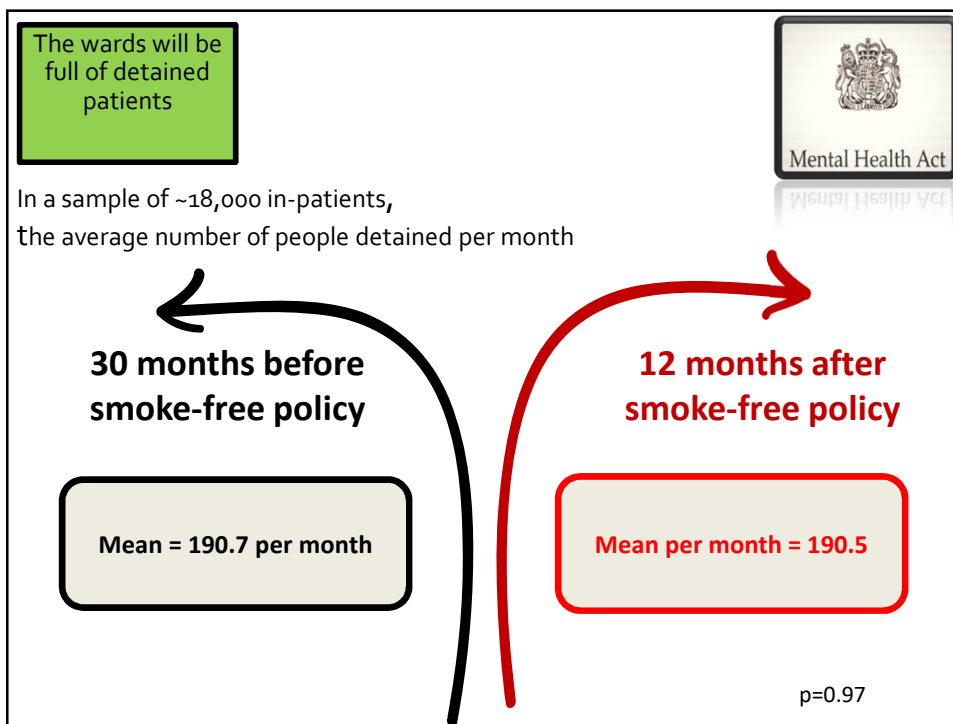 The wards will be
full of detained
patients
Mental Health Act
In a sample of ~18,000 in-patients,
the average number of people detained per month
30 months before
smoke-free policy
12 months after
smoke-free policy
Mean = 190.7 per month
Mean per month = 190.5
p=0.97